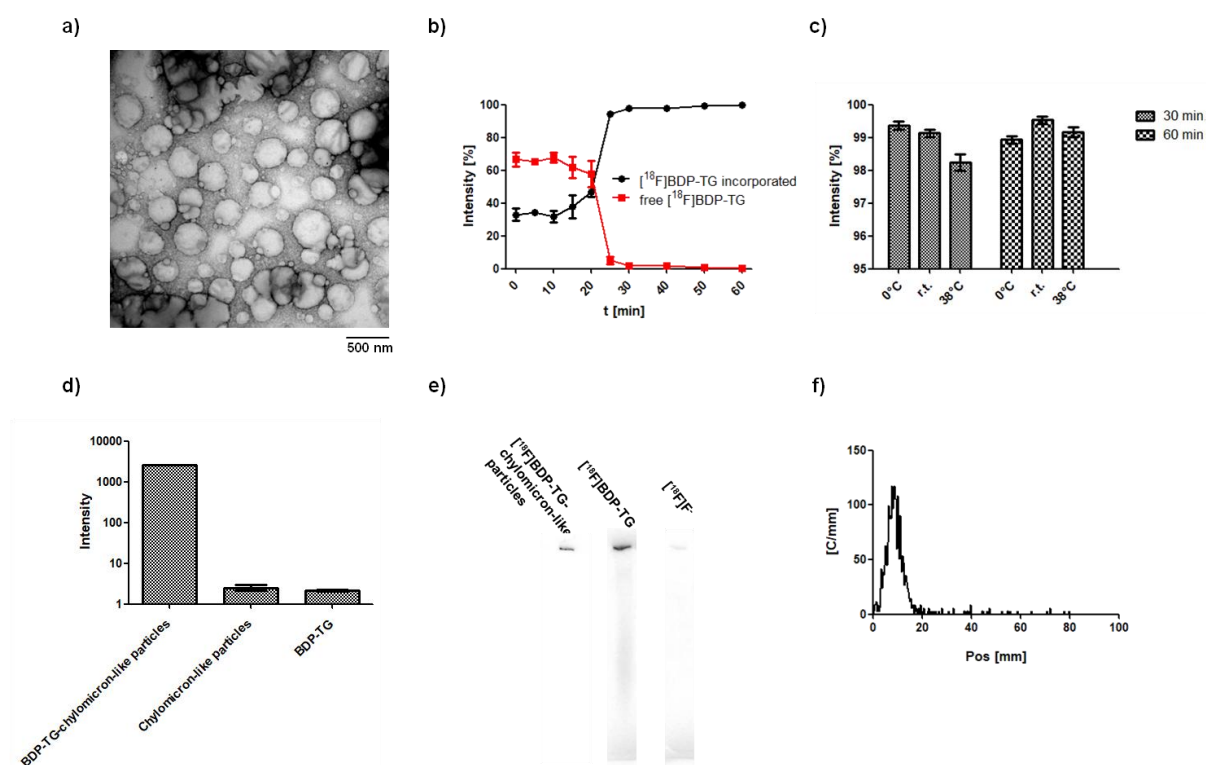 a)
500 nm
b)
100
80
60
40
20
0
Intensity [%]
[¹⁸F]BDP-TG incorporated
free [¹⁸F]BDP-TG
0
10
20
30
40
50
60
t [min]
c)
100
99
98
97
96
95
Intensity [%]
30 min
60 min
0°C
r.t.
38°C
0°C
r.t.
38°C
d)
10000
1000
100
10
1
Intensity
BDP-TG-chylomicron-like particles
Chylomicron-like particles
BDP-TG
e)
[¹⁸F]BDP-TG-
chylomicron-like
particles
[¹⁸F]BDP-TG
[¹⁸F]F-
f)
150
100
50
0
[C/mm]
0
20
40
60
80
100
Pos [mm]